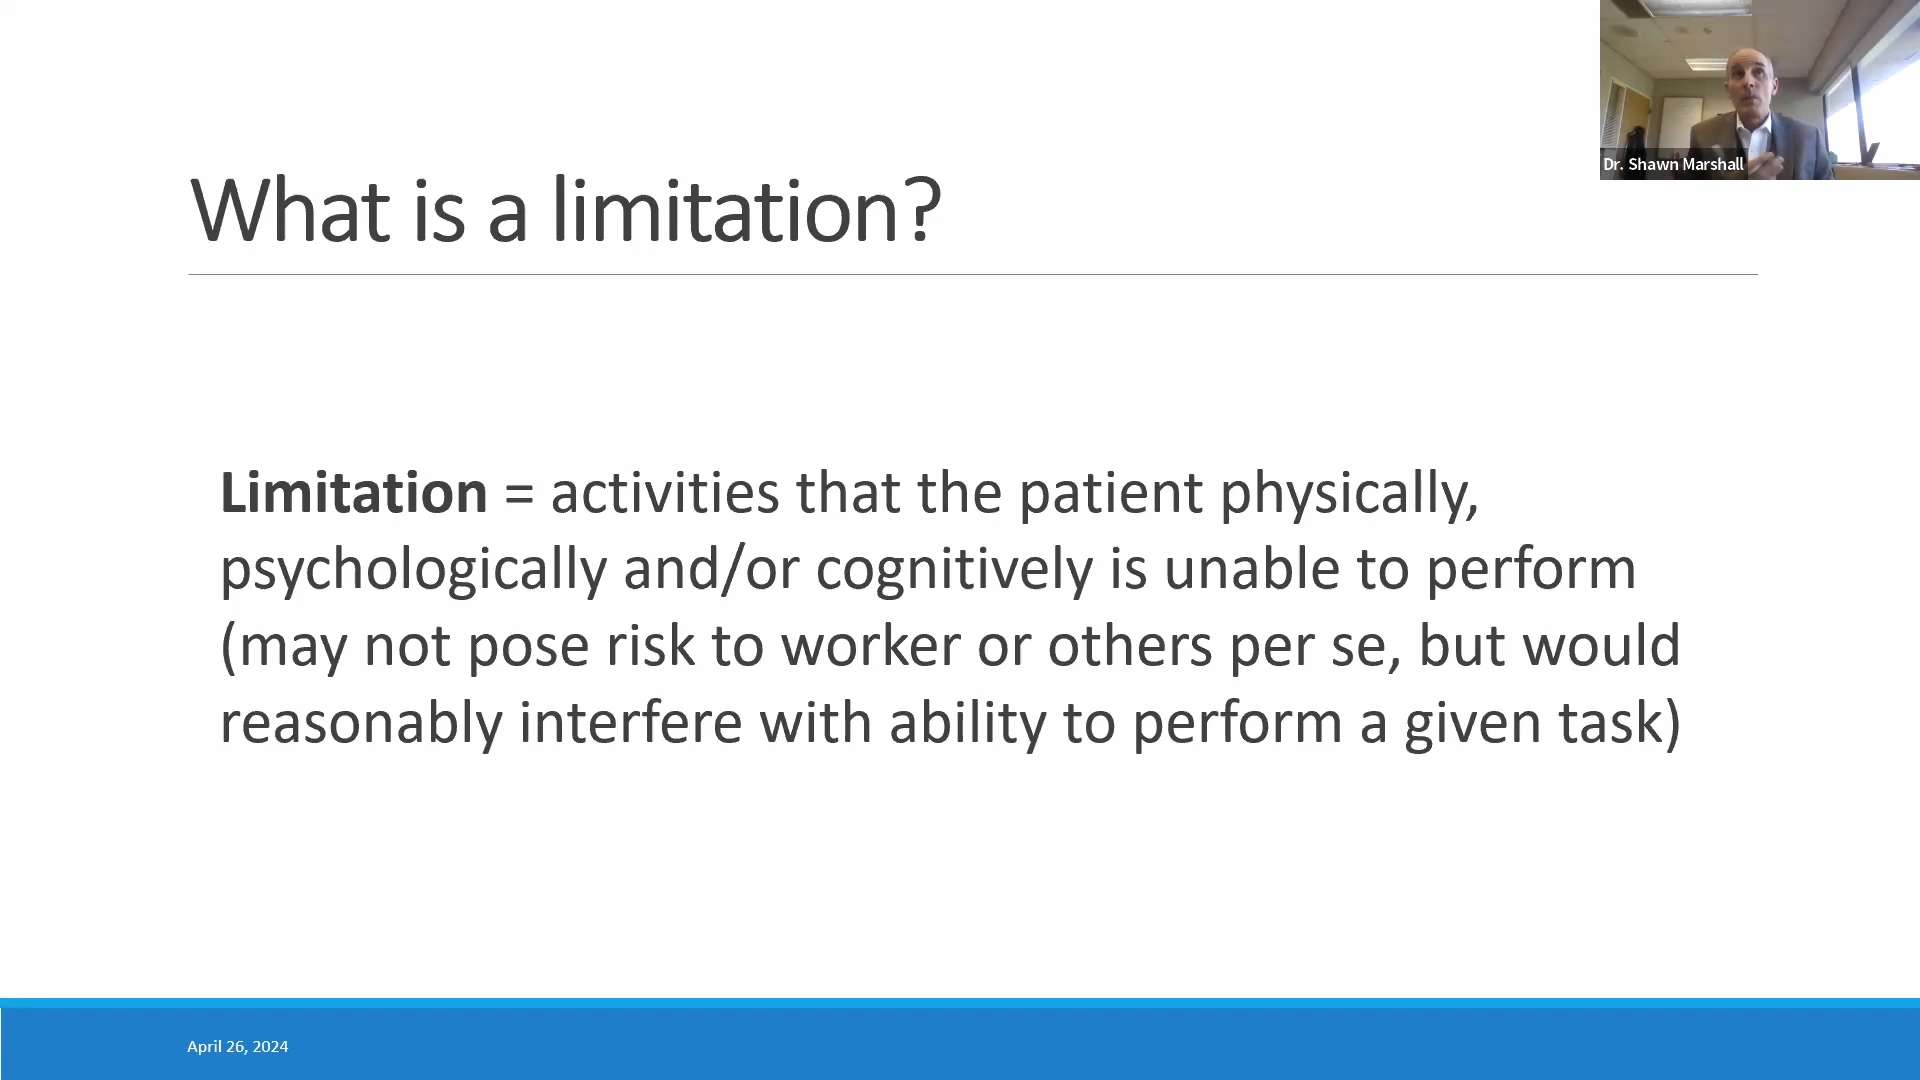 Dr. Shawn Marshall
What is a limitation?
Limitation = activities that the patient physically,
psychologically and/or cognitively is unable to perform
(may not pose risk to worker or others per se, but would
reasonably interfere with ability to perform a given task)
April 26, 2024